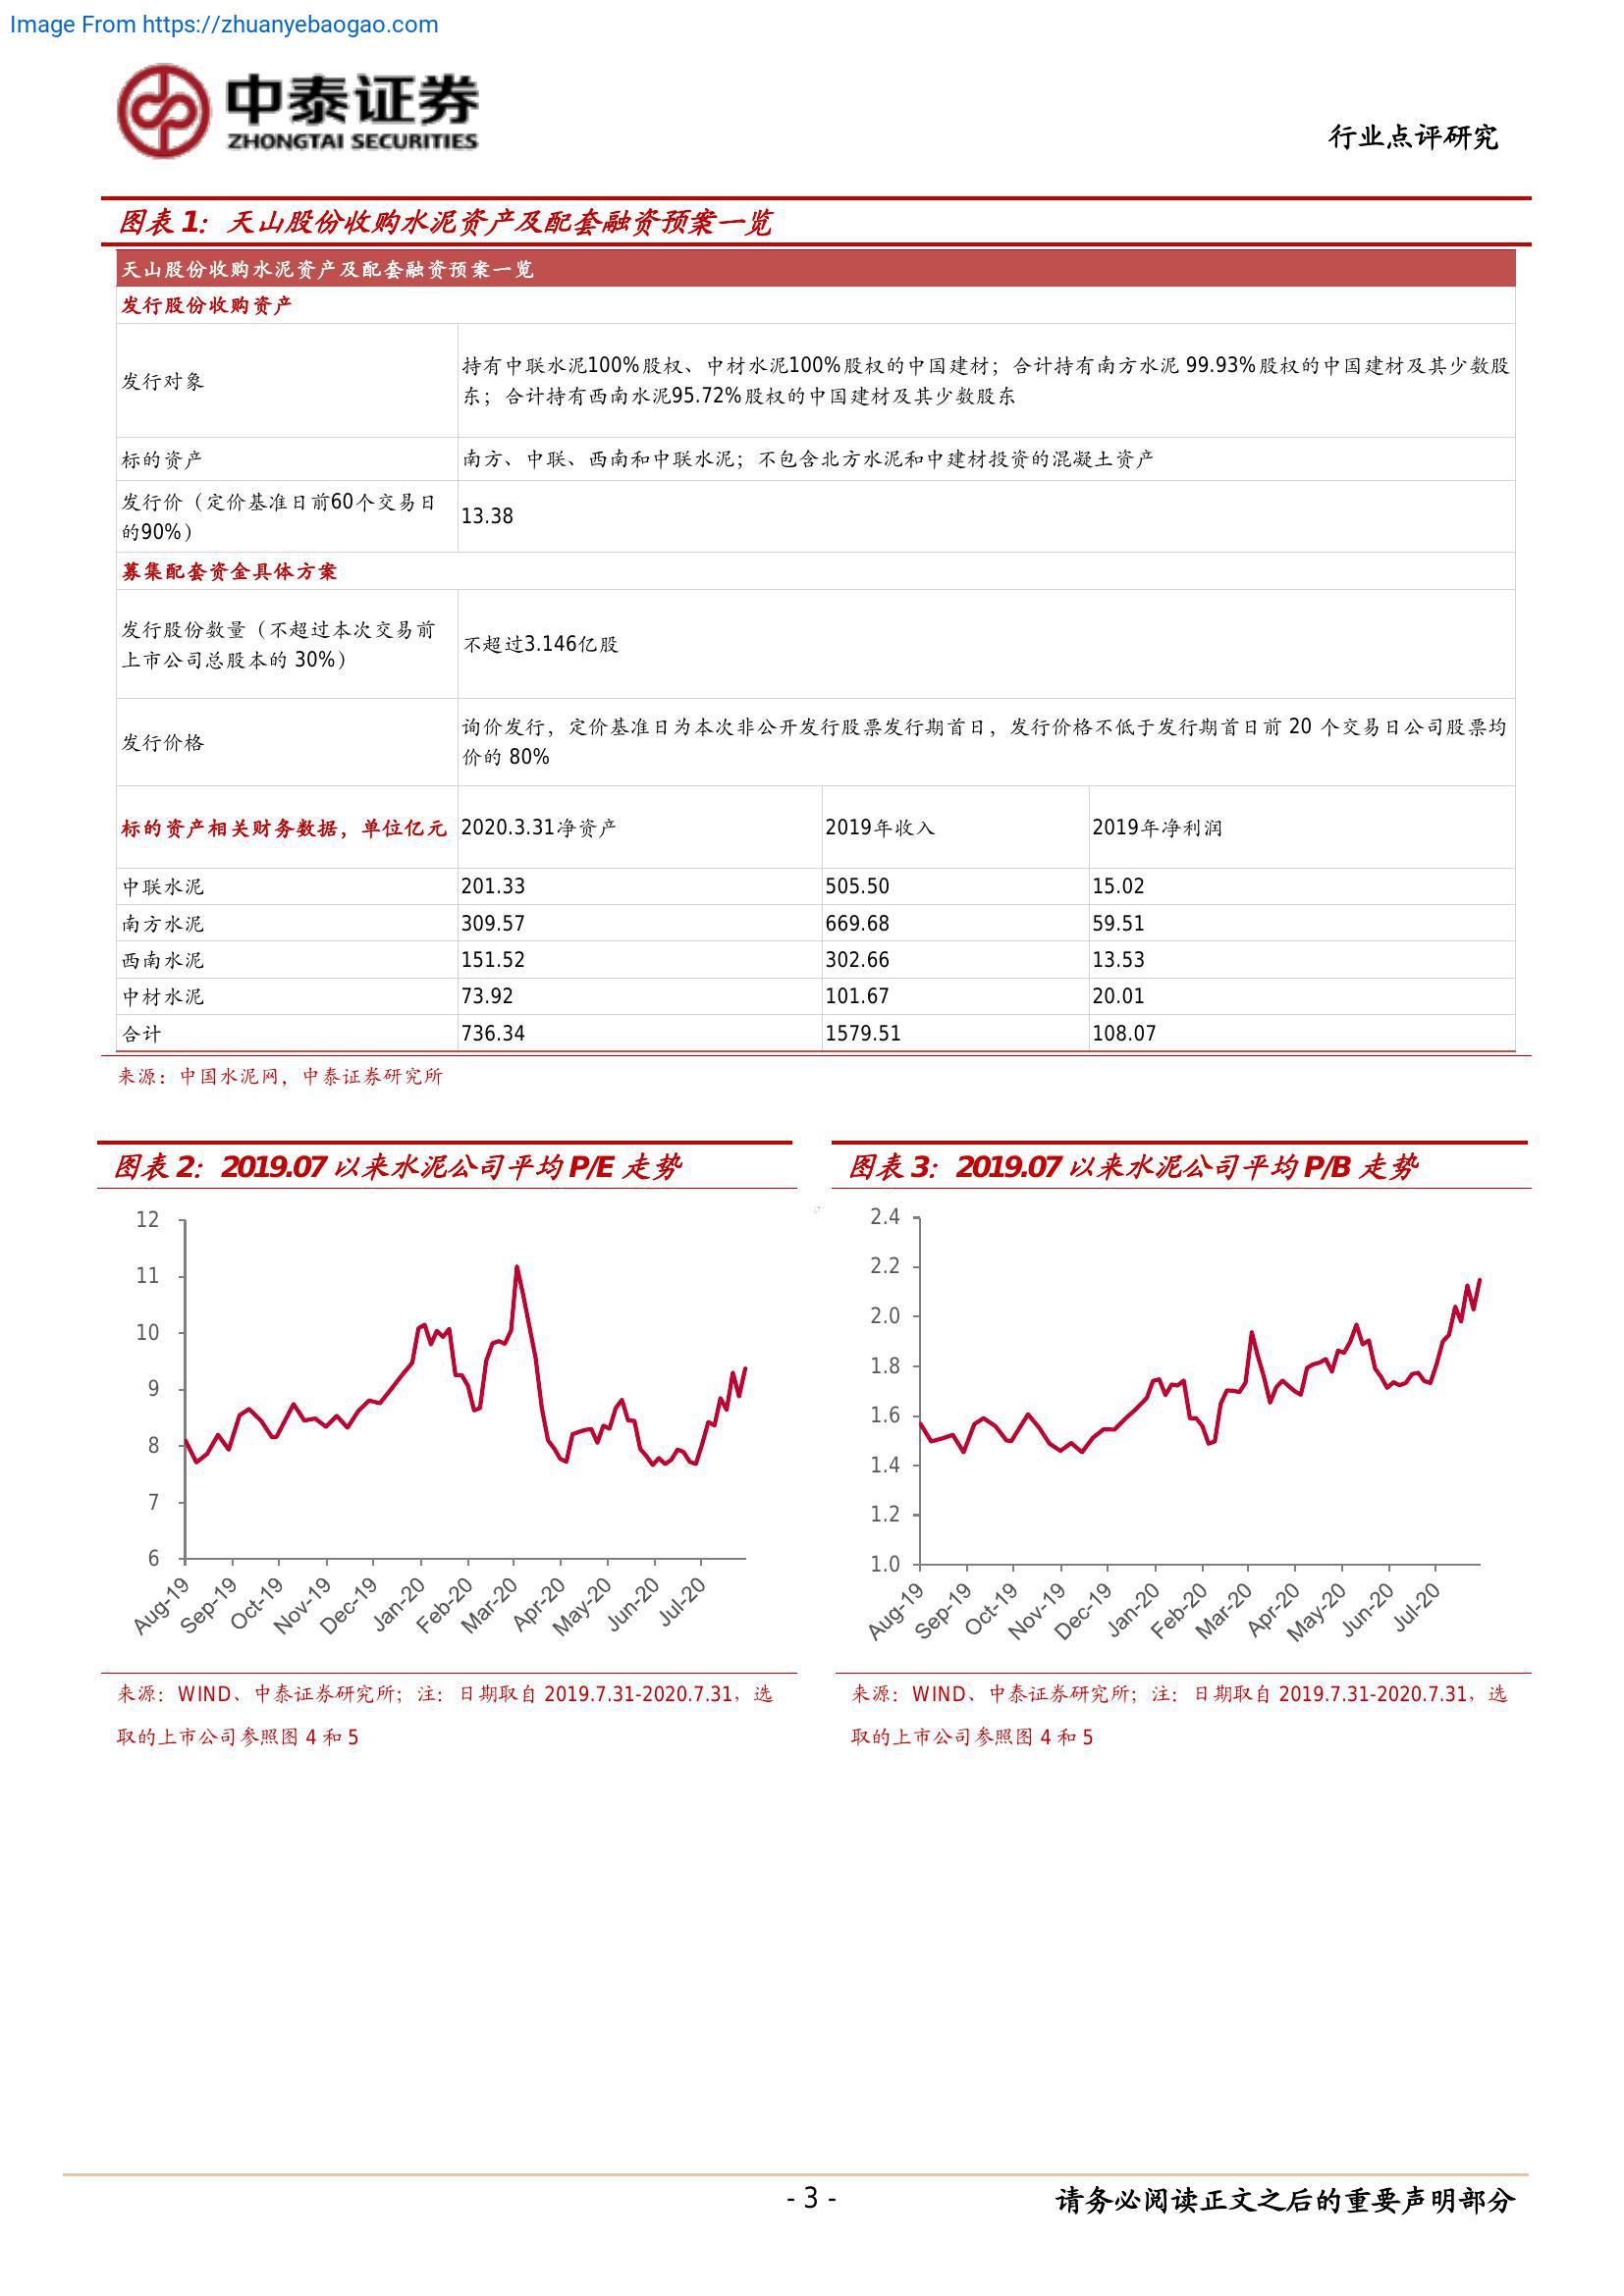 Image From https://zhuanyebaogao.com
中泰证券
ZHONGTAI SECURITIES
行业点评研究
图表 1：天山股份收购水泥资产及配套融资预案一览
天山股份收购水泥资产及配套融资预案一览
发行股份收购资产
发行对象
持有中联水泥100%股权、中材水泥100%股权的中国建材；合计持有南方水泥 99.93%股权的中国建材及其少数股
东；合计持有西南水泥95.72%股权的中国建材及其少数股东
标的资产
南方、中联、西南和中联水泥；不包含北方水泥和中建材投资的混凝土资产
发行价（定价基准日前60个交易日
的90%）
13.38
募集配套资金具体方案
发行股份数量（不超过本次交易前
上市公司总股本的 30%）
不超过3.146亿股
发行价格
询价发行，定价基准日为本次非公开发行股票发行期首日，发行价格不低于发行期首日前 20 个交易日公司股票均
价的 80%
标的资产相关财务数据，单位亿元 2020.3.31净资产 2019年收入 2019年净利润
中联水泥 201.33 505.50 15.02
南方水泥 309.57 669.68 59.51
西南水泥 151.52 302.66 13.53
中材水泥 73.92 101.67 20.01
合计 736.34 1579.51 108.07
来源：中国水泥网，中泰证券研究所
图表 2：2019.07 以来水泥公司平均 P/E 走势
12
11
10
9
8
7
6
Aug-19 Sep-19 Oct-19 Nov-19 Dec-19 Jan-20 Feb-20 Mar-20 Apr-20 May-20 Jun-20 Jul-20
来源：WIND、中泰证券研究所；注：日期取自 2019.7.31-2020.7.31，选
取的上市公司参照图 4 和 5
图表 3：2019.07 以来水泥公司平均 P/B 走势
2.4
2.2
2.0
1.8
1.6
1.4
1.2
1.0
Aug-19 Sep-19 Oct-19 Nov-19 Dec-19 Jan-20 Feb-20 Mar-20 Apr-20 May-20 Jun-20 Jul-20
来源：WIND、中泰证券研究所；注：日期取自 2019.7.31-2020.7.31，选
取的上市公司参照图 4 和 5
- 3 -
请务必阅读正文之后的重要声明部分